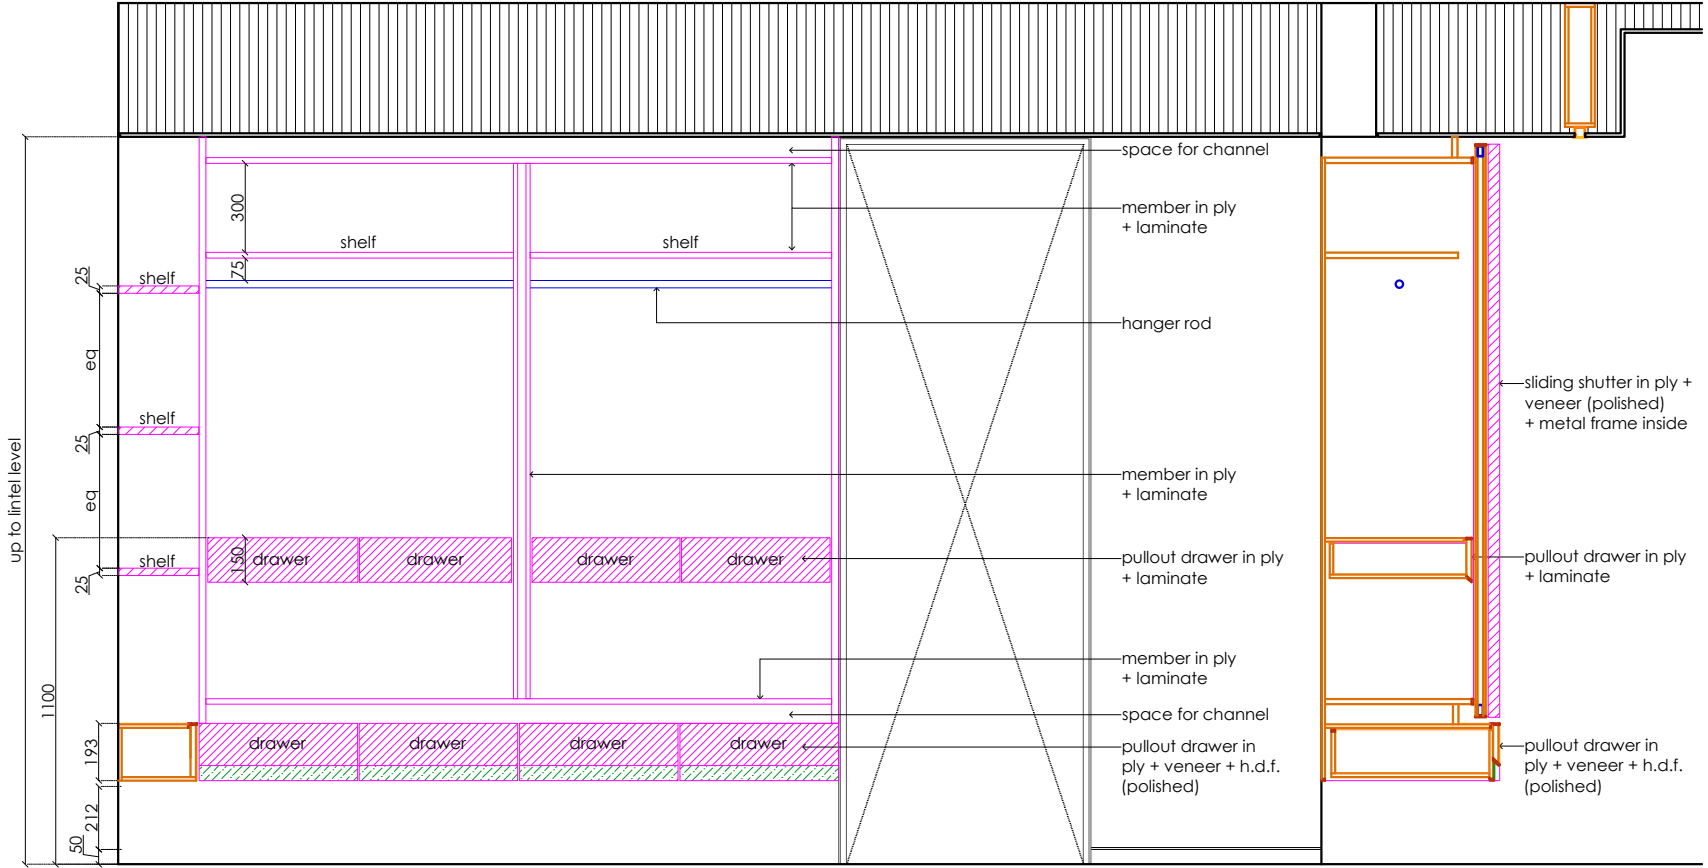 space for channel
member in ply
+ laminate
300
shelf
shelf
75
25
shelf
hanger rod
eq
sliding shutter in ply +
veneer (polished)
+ metal frame inside
shelf
25
up to lintel level
member in ply
+ laminate
eq
shelf
150
drawer
drawer
drawer
drawer
pullout drawer in ply
+ laminate
pullout drawer in ply
+ laminate
25
1100
member in ply
+ laminate
space for channel
193
drawer
drawer
drawer
drawer
pullout drawer in
ply + veneer + h.d.f.
(polished)
pullout drawer in
ply + veneer + h.d.f.
(polished)
212
50